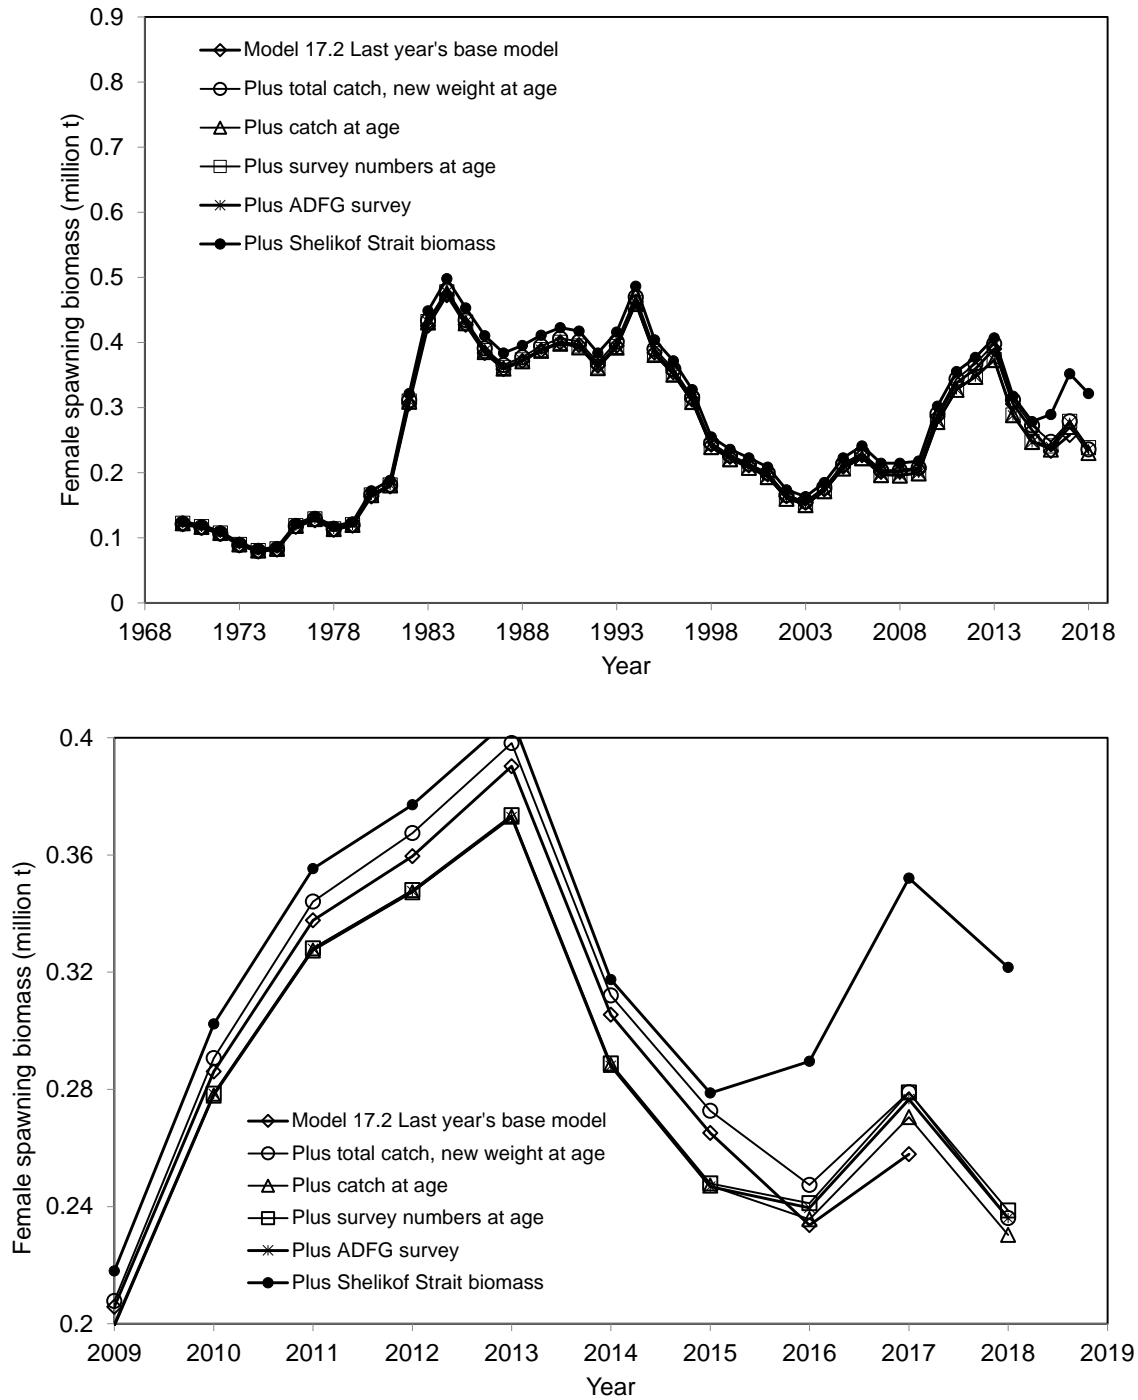 0.9
0.8
0.7
0.6
0.5
0.4
0.3
0.2
0.1
0
Female spawning biomass (million t)
Model 17.2 Last year's base model
Plus total catch, new weight at age
Plus catch at age
Plus survey numbers at age
Plus ADFG survey
Plus Shelikof Strait biomass
1968 1973 1978 1983 1988 1993 1998 2003 2008 2013 2018
Year
0.4
0.36
0.32
0.28
0.24
0.2
Female spawning biomass (million t)
Model 17.2 Last year's base model
Plus total catch, new weight at age
Plus catch at age
Plus survey numbers at age
Plus ADFG survey
Plus Shelikof Strait biomass
2009 2010 2011 2012 2013 2014 2015 2016 2017 2018 2019
Year